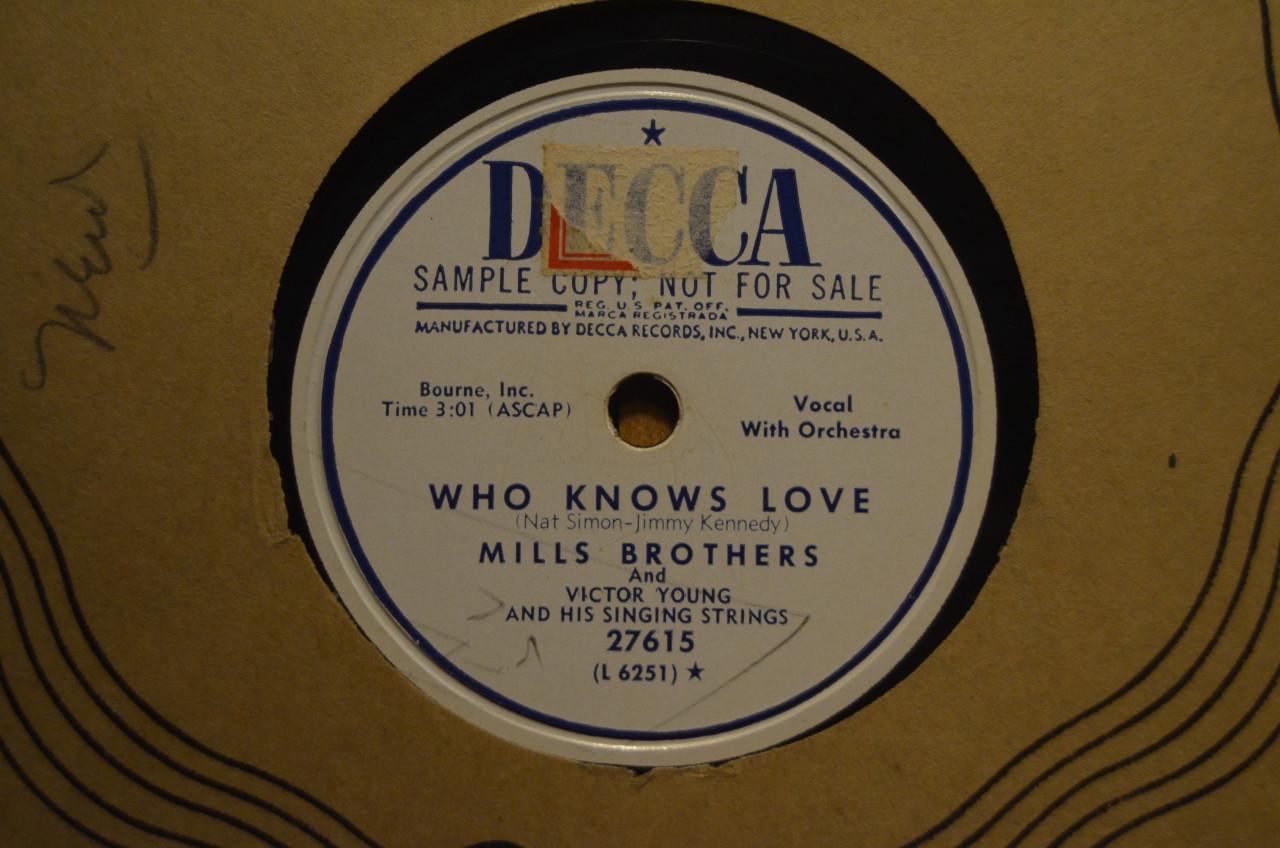 New
DECCA
SAMPLE COPY; NOT FOR SALE
REG. U.S. PAT. OFF.
MARCA REGISTRADA
MANUFACTURED BY DECCA RECORDS, INC., NEW YORK, U.S.A.
Bourne, Inc.
Time 3:01 (ASCAP)
Vocal
With Orchestra
WHO KNOWS LOVE
(Nat Simon-Jimmy Kennedy)
MILLS BROTHERS
And
VICTOR YOUNG
AND HIS SINGING STRINGS
27615
(L 6251) ★